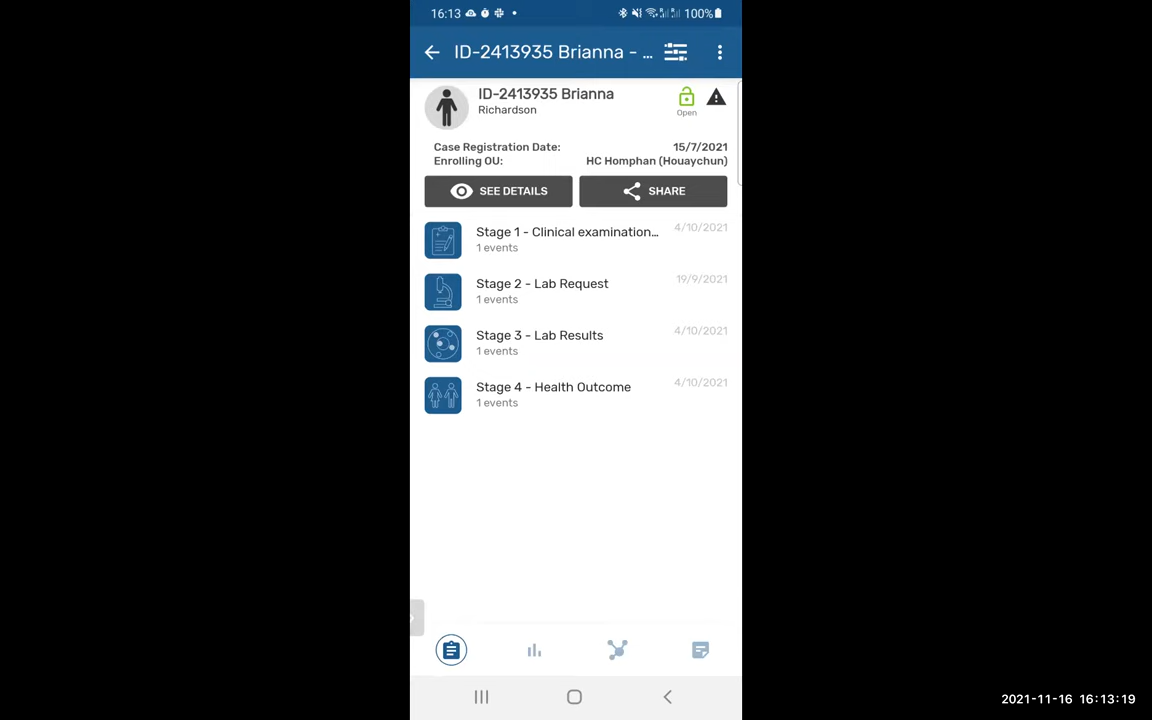 16:13
100%
ID-2413935 Brianna - ...
ID-2413935 Brianna
Richardson
Open
Case Registration Date: 15/7/2021
Enrolling OU: HC Homphan (Houaychun)
SEE DETAILS
SHARE
Stage 1 - Clinical examination... 4/10/2021
1 events
Stage 2 - Lab Request 19/9/2021
1 events
Stage 3 - Lab Results 4/10/2021
1 events
Stage 4 - Health Outcome 4/10/2021
1 events
2021-11-16 16:13:19